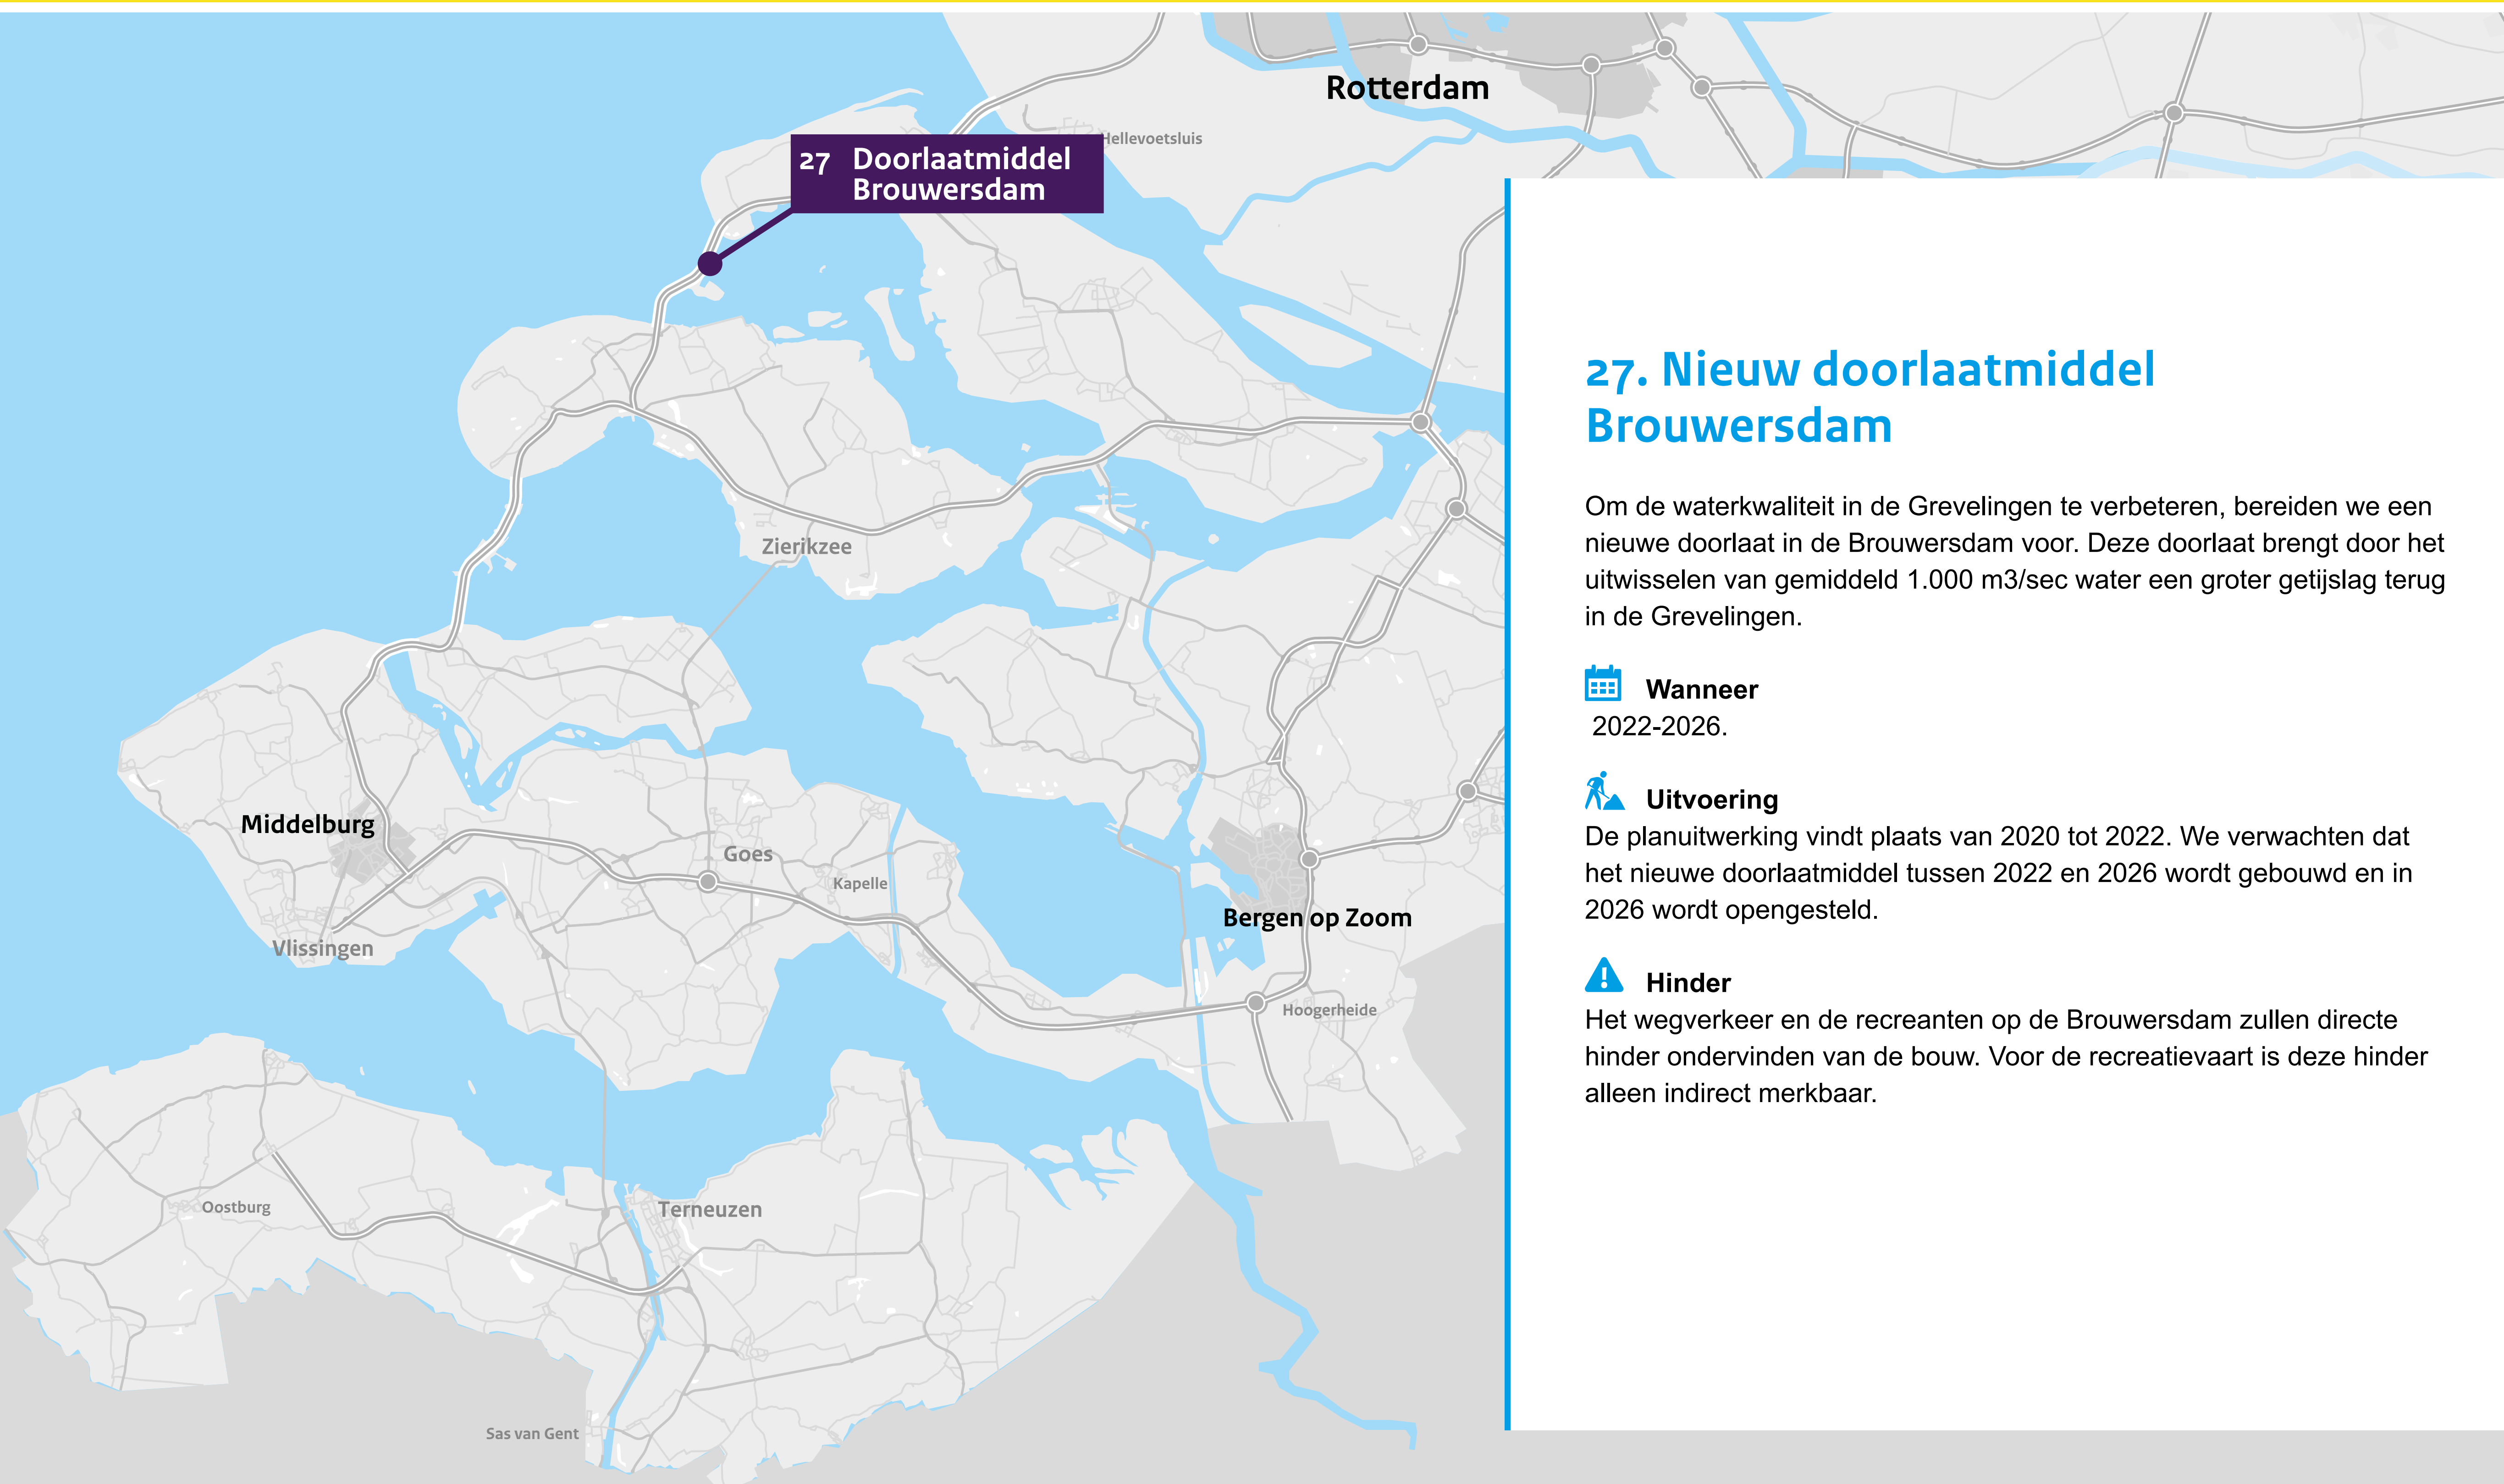 Rotterdam
Hellevoetsluis
27 Doorlaatmiddel
Brouwersdam
Zierikzee
Middelburg
Goes
Kapelle
Bergen op Zoom
Vlissingen
Hoogerheide
Oostburg
Terneuzen
Sas van Gent
27. Nieuw doorlaatmiddel
Brouwersdam
Om de waterkwaliteit in de Grevelingen te verbeteren, bereiden we een
nieuwe doorlaat in de Brouwersdam voor. Deze doorlaat brengt door het
uitwisselen van gemiddeld 1.000 m3/sec water een groter getijslag terug
in de Grevelingen.
Wanneer
2022-2026.
Uitvoering
De planuitwerking vindt plaats van 2020 tot 2022. We verwachten dat
het nieuwe doorlaatmiddel tussen 2022 en 2026 wordt gebouwd en in
2026 wordt opengesteld.
Hinder
Het wegverkeer en de recreanten op de Brouwersdam zullen directe
hinder ondervinden van de bouw. Voor de recreatievaart is deze hinder
alleen indirect merkbaar.